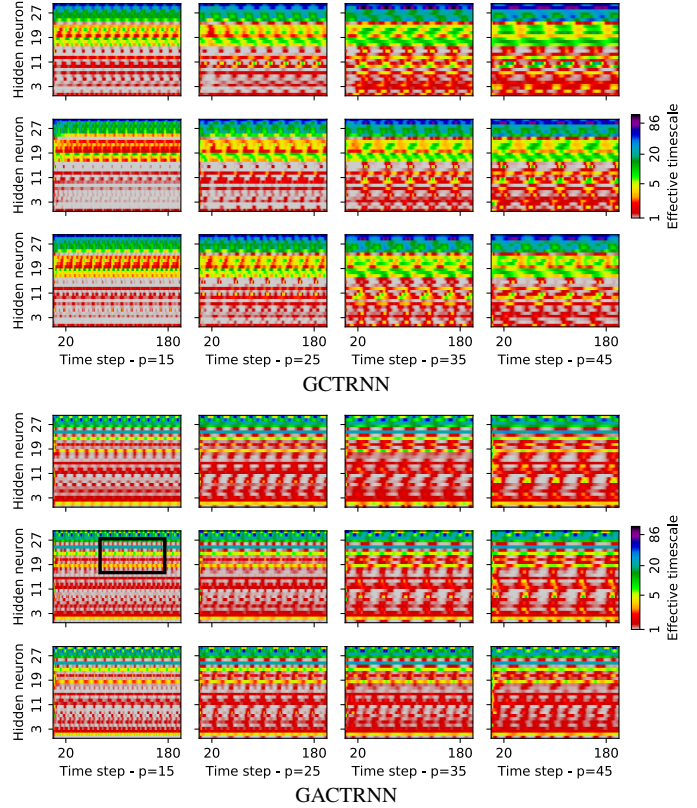 Hidden neuron
27
19
11
3
Hidden neuron
27
19
11
3
86
20
5
1
Effective timescale
Hidden neuron
27
19
11
3
20 180
20 180
20 180
20 180
Time step - p=15
Time step - p=25
Time step - p=35
Time step - p=45
GCTRNN
Hidden neuron
27
19
11
3
Hidden neuron
27
19
11
3
86
20
5
1
Effective timescale
Hidden neuron
27
19
11
3
20 180
20 180
20 180
20 180
Time step - p=15
Time step - p=25
Time step - p=35
Time step - p=45
GACTRNN